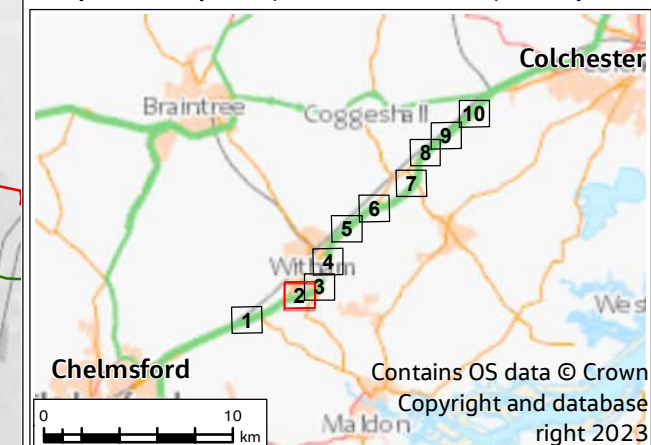 Colchester
Braintree
Coggeshall
10
9
8
7
6
5
4
Witham
3
2
1
West
Chelmsford
Contains OS data © Crown
Copyright and database
right 2023
Maldon
0 10
km